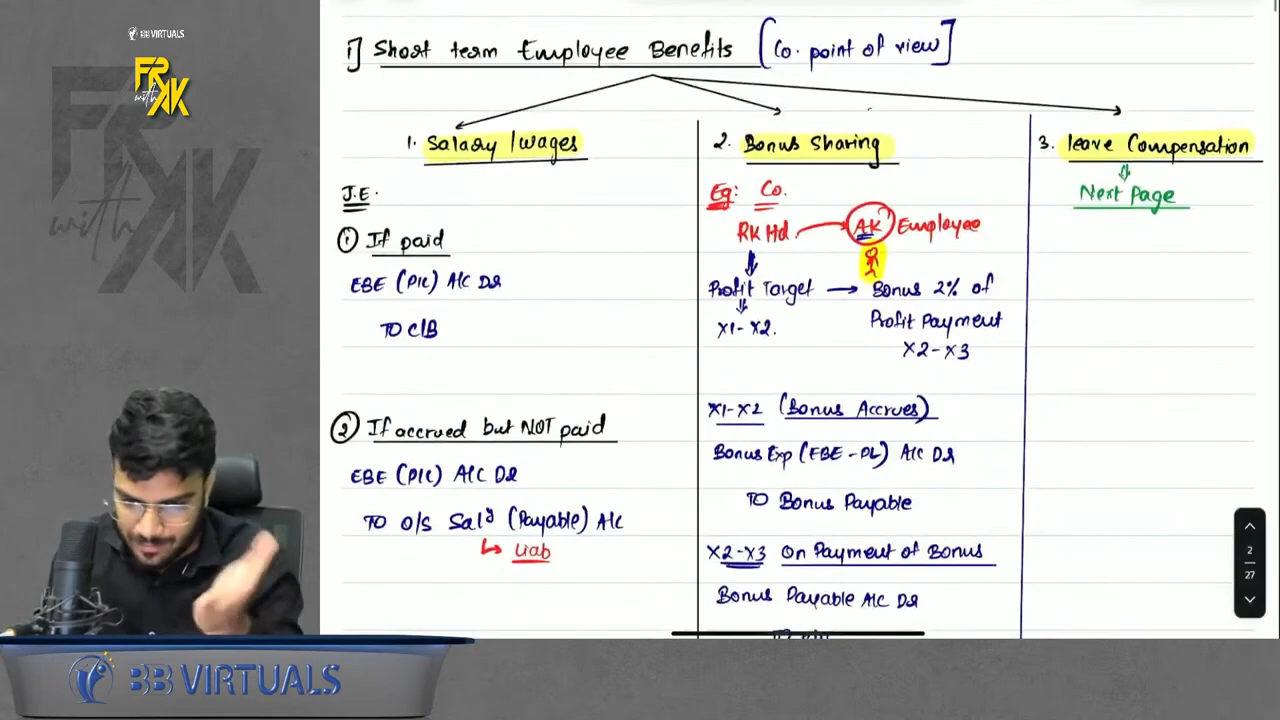 BB VIRTUALS
FR
with
AK
1] Short term Employee Benefits [Co. point of view]
1. Salary / wages
J.E.
① If paid
EBE (P/L) A/C Dr
To C/B
② If accrued but NOT paid
EBE (P/L) A/C Dr
To O/S Saly (Payable) A/C
Liab
2. Bonus Sharing
Eg: Co.
RK Hd. AK Employee
Profit Target → Bonus 2% of
Profit Payment
X1-X2.
X2-X3
X1-X2 (Bonus Accrues)
Bonus Exp (EBE-PL) A/C Dr
To Bonus Payable
X2-X3 On Payment of Bonus
Bonus Payable A/C Dr
3. leave Compensation
Next Page
2
27
BB VIRTUALS